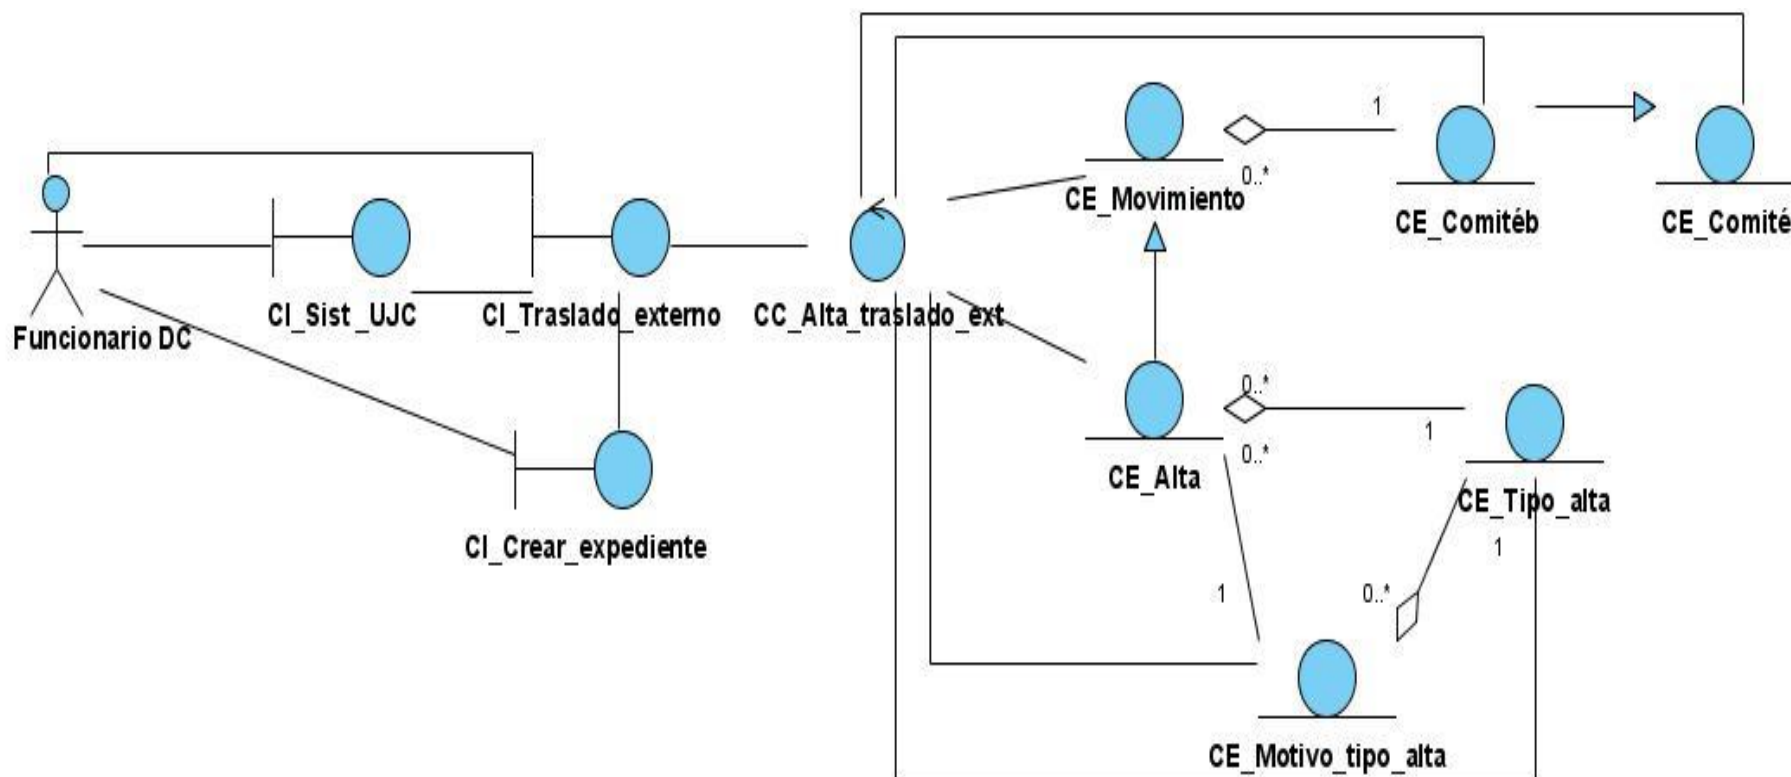 1
0..*
CE_Movimiento
CE_Comitéb
CE_Comité
Funcionario DC
CI_Sist _UJC
CI_Traslado_externo
CC_Alta_traslado_ext
0..*
1
0..*
CE_Alta
CE_Tipo_alta
CI_Crear_expediente
1
1
0..*
CE_Motivo_tipo_alta